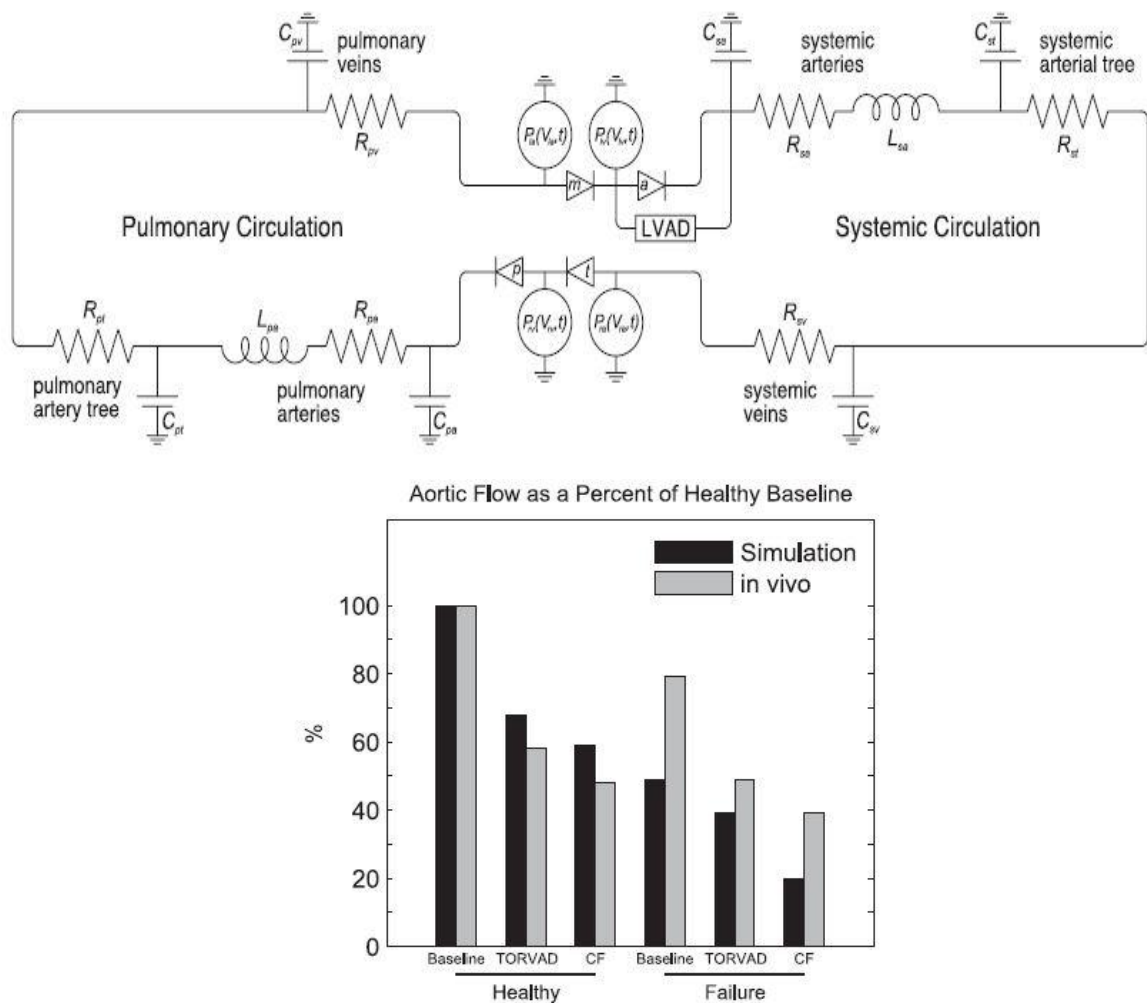 C_pv
pulmonary
veins
R_pv
P_la(V_la,t)
P_lv(V_lv,t)
m
a
LVAD
C_sa
systemic
arteries
R_sa
L_sa
C_st
systemic
arterial tree
R_st
Pulmonary Circulation
Systemic Circulation
R_pt
L_pa
R_pa
p
t
P_rv(V_rv,t)
P_ra(V_ra,t)
R_sv
pulmonary
artery tree
C_pt
pulmonary
arteries
C_pa
systemic
veins
C_sv
Aortic Flow as a Percent of Healthy Baseline
Simulation
in vivo
%
100
80
60
40
20
0
Baseline TORVAD CF Baseline TORVAD CF
Healthy Failure